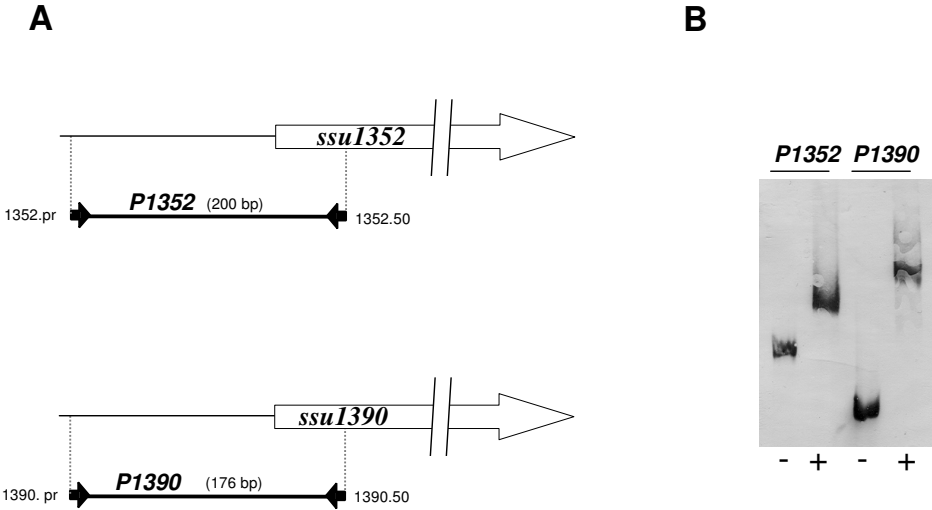 A
ssu1352
1352.pr P1352 (200 bp) 1352.50
ssu1390
1390. pr P1390 (176 bp) 1390.50
B
P1352 P1390
- + - +